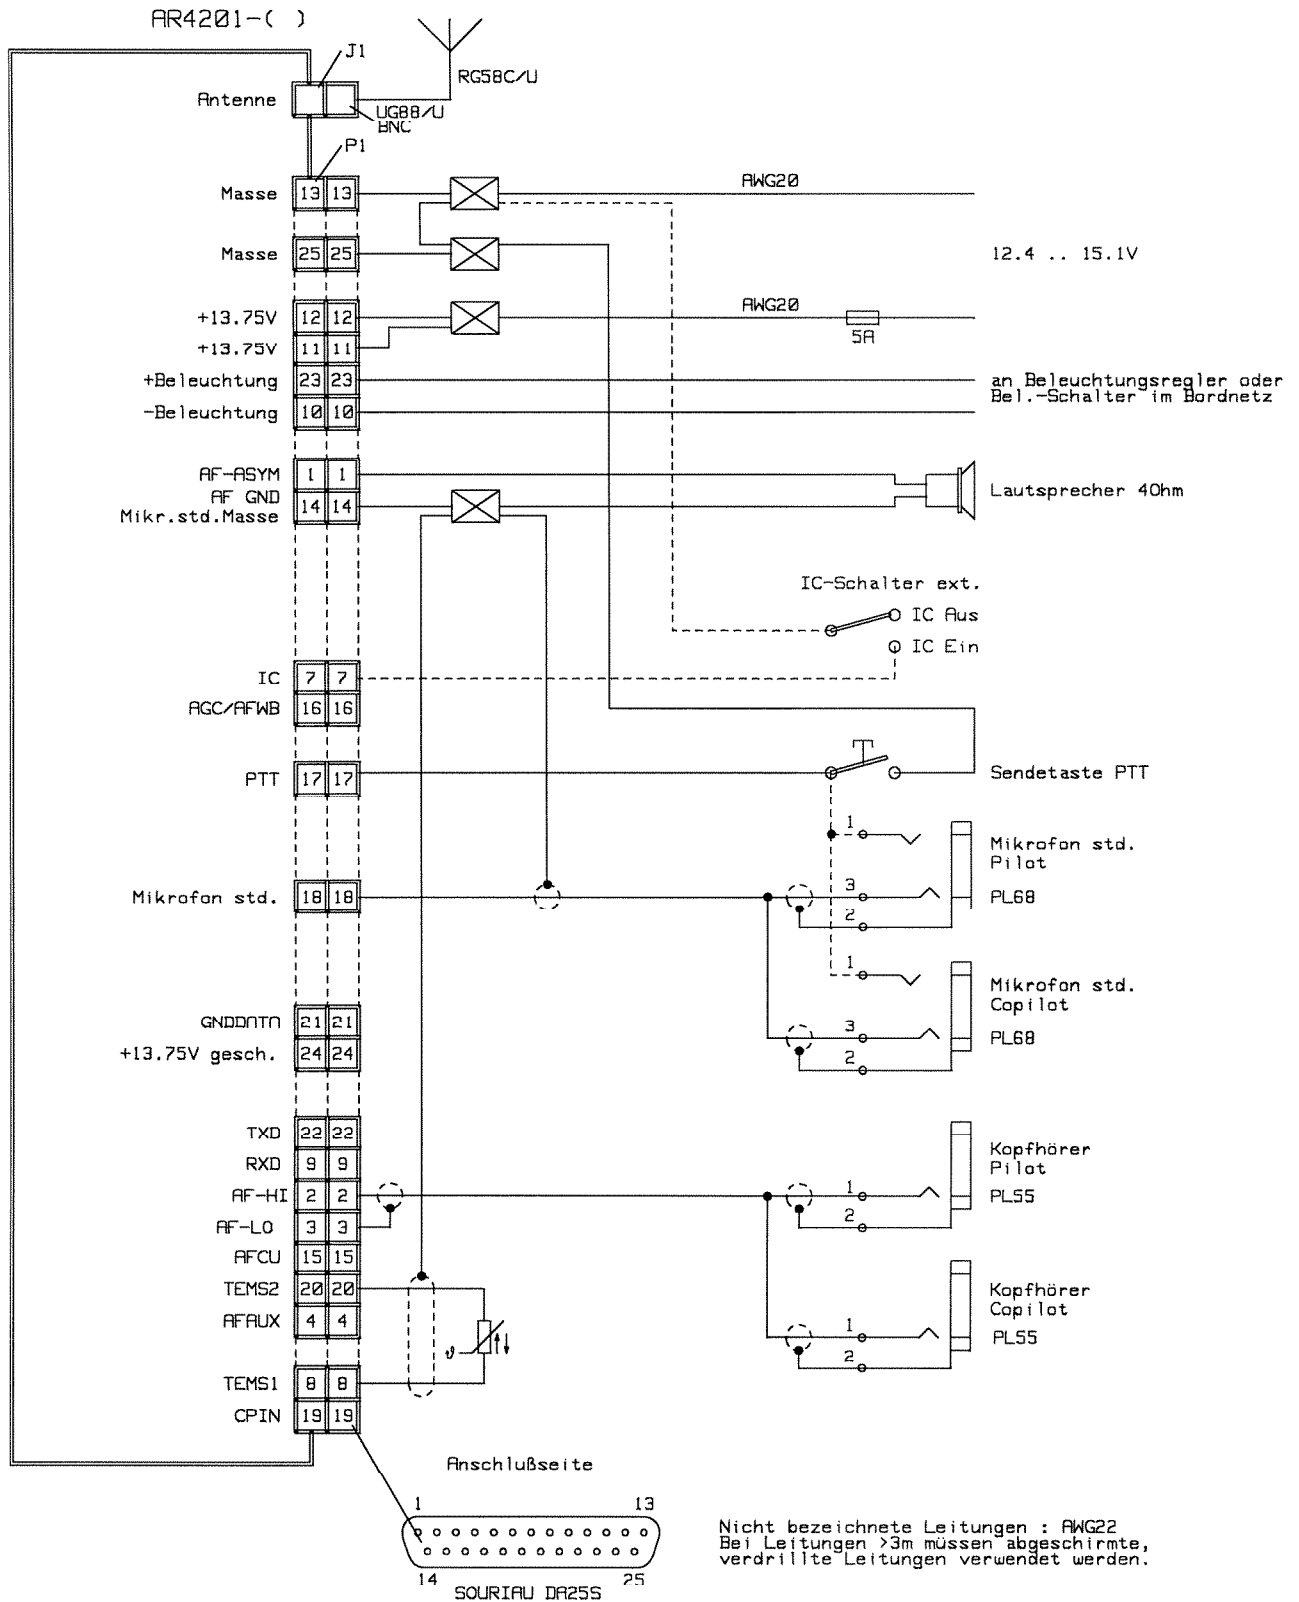 AR4201-( )
J1
RG58C/U
Antenne
UG88/U
BNC
P1
Masse 13 13 AWG20
Masse 25 25 12.4 .. 15.1V
+13.75V 12 12 AWG20
5A
+13.75V 11 11
+Beleuchtung 23 23 an Beleuchtungsregler oder
-Beleuchtung 10 10 Bel.-Schalter im Bordnetz
AF-ASYM 1 1
AF GND
Mikr.std.Masse 14 14
Lautsprecher 4Ohm
IC-Schalter ext.
IC Aus
IC Ein
IC 7 7
AGC/AFWB 16 16
PTT 17 17 Sendetaste PTT
1
Mikrofon std.
Pilot
Mikrofon std. 18 18 3 PL68
2
1
Mikrofon std.
Copilot
GNDDATA 21 21 3 PL68
+13.75V gesch. 24 24 2
TXD 22 22
Kopfhörer
Pilot
RXD 9 9
AF-HI 2 2 1 PL55
AF-LO 3 3 2
AFCU 15 15
TEMS2 20 20
Kopfhörer
Copilot
AFAUX 4 4 1 PL55
ϑ
2
TEMS1 8 8
CPIN 19 19
Anschlußseite
1 13
14 25
SOURIAU DA25S
Nicht bezeichnete Leitungen : AWG22
Bei Leitungen >3m müssen abgeschirmte,
verdrillte Leitungen verwendet werden.